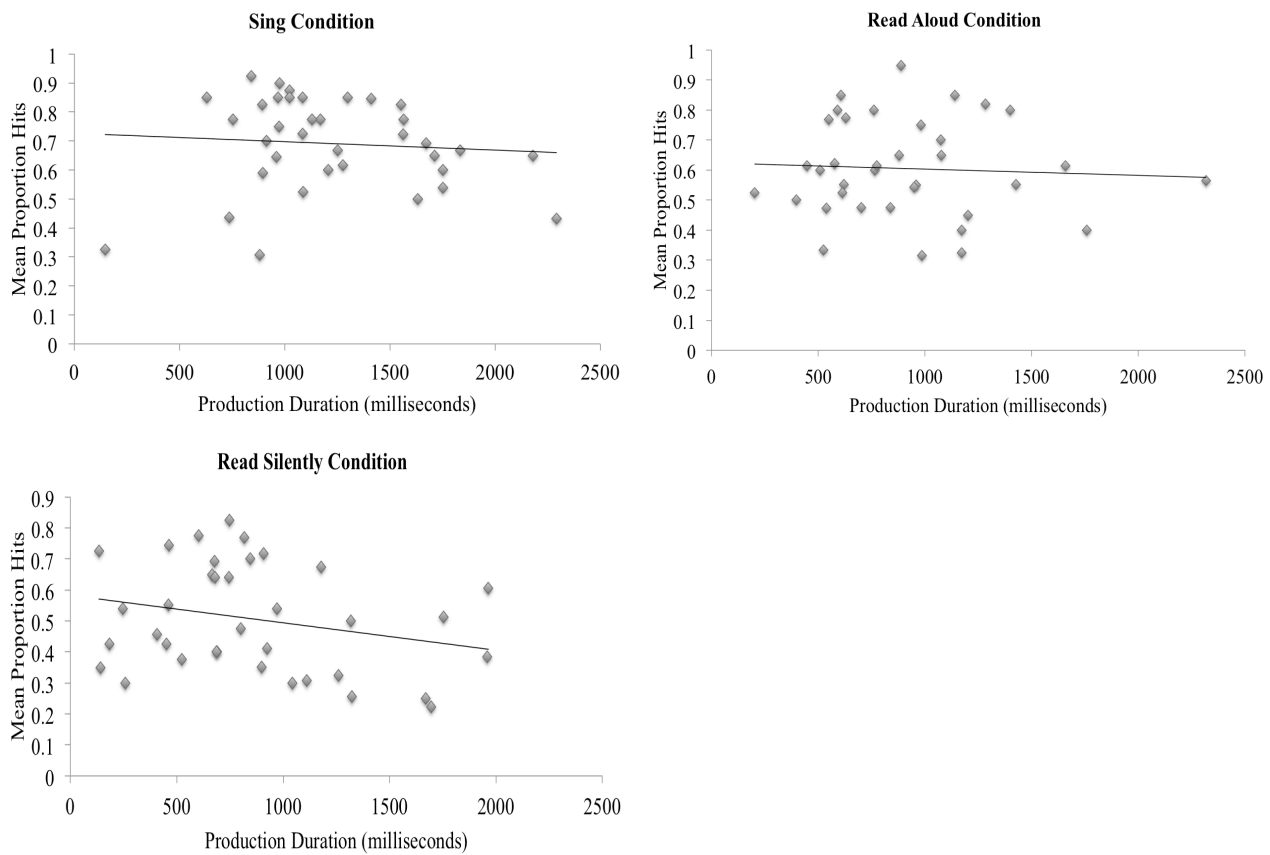 Sing Condition
Mean Proportion Hits
1
0.9
0.8
0.7
0.6
0.5
0.4
0.3
0.2
0.1
0
0 500 1000 1500 2000 2500
Production Duration (milliseconds)
Read Aloud Condition
Mean Proportion Hits
1
0.9
0.8
0.7
0.6
0.5
0.4
0.3
0.2
0.1
0
0 500 1000 1500 2000 2500
Production Duration (milliseconds)
Read Silently Condition
Mean Proportion Hits
0.9
0.8
0.7
0.6
0.5
0.4
0.3
0.2
0.1
0
0 500 1000 1500 2000 2500
Production Duration (milliseconds)